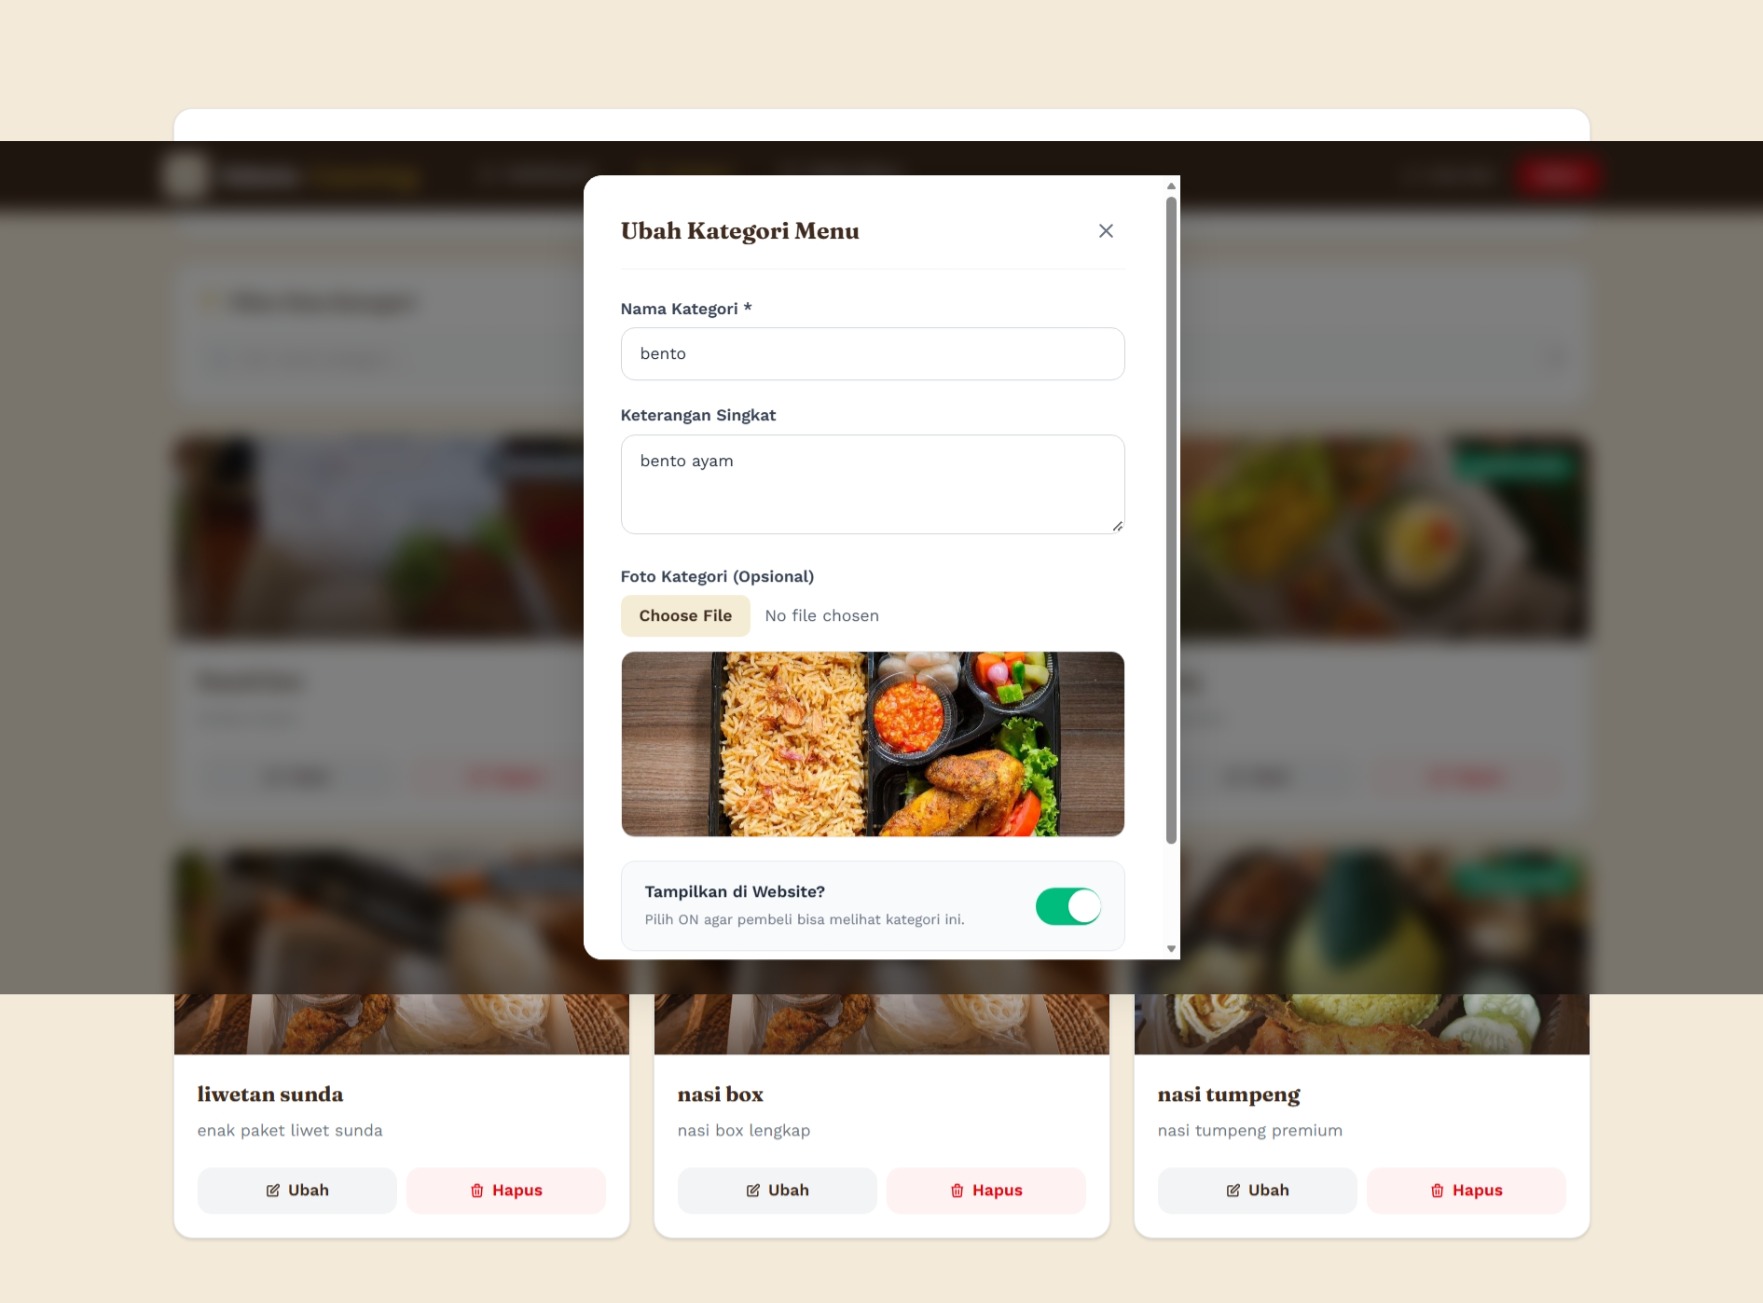 Ubah Kategori Menu
Nama Kategori *
bento
Keterangan Singkat
bento ayam
Foto Kategori (Opsional)
Choose File No file chosen
Tampilkan di Website?
Pilih ON agar pembeli bisa melihat kategori ini.
liwetan sunda
enak paket liwet sunda
Ubah Hapus
nasi box
nasi box lengkap
Ubah Hapus
nasi tumpeng
nasi tumpeng premium
Ubah Hapus